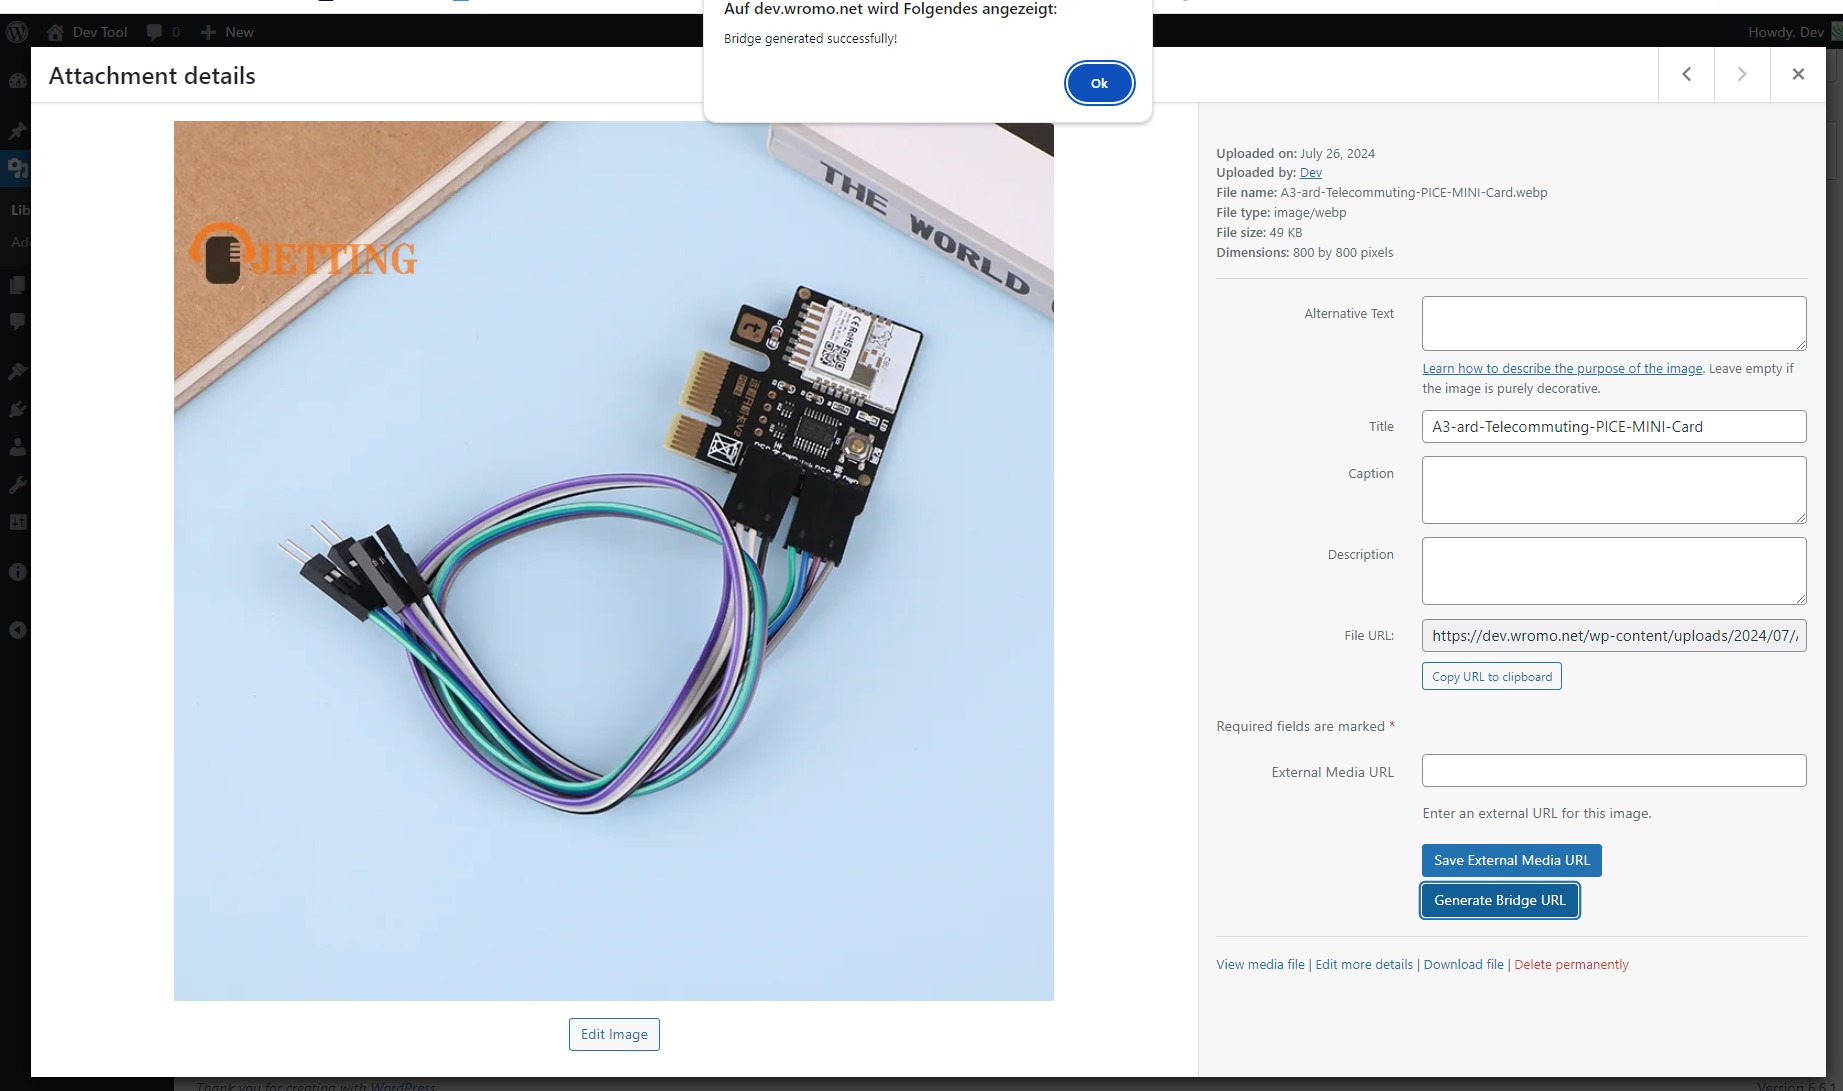 Auf dev.wromo.net wird Folgendes angezeigt:
Bridge generated successfully!
Ok
Dev Tool
0
New
Howdy, Dev
Attachment details
Lib
Ad
JETTING
THE WORLD
CE RoHS
CBU
t
Uploaded on: July 26, 2024
Uploaded by: Dev
File name: A3-ard-Telecommuting-PICE-MINI-Card.webp
File type: image/webp
File size: 49 KB
Dimensions: 800 by 800 pixels
Alternative Text
Learn how to describe the purpose of the image. Leave empty if
the image is purely decorative.
Title
A3-ard-Telecommuting-PICE-MINI-Card
Caption
Description
File URL:
https://dev.wromo.net/wp-content/uploads/2024/07/
Copy URL to clipboard
Required fields are marked *
External Media URL
Enter an external URL for this image.
Save External Media URL
Generate Bridge URL
View media file | Edit more details | Download file | Delete permanently
Edit Image
Thank you for creating with WordPress
Version 6.6.1